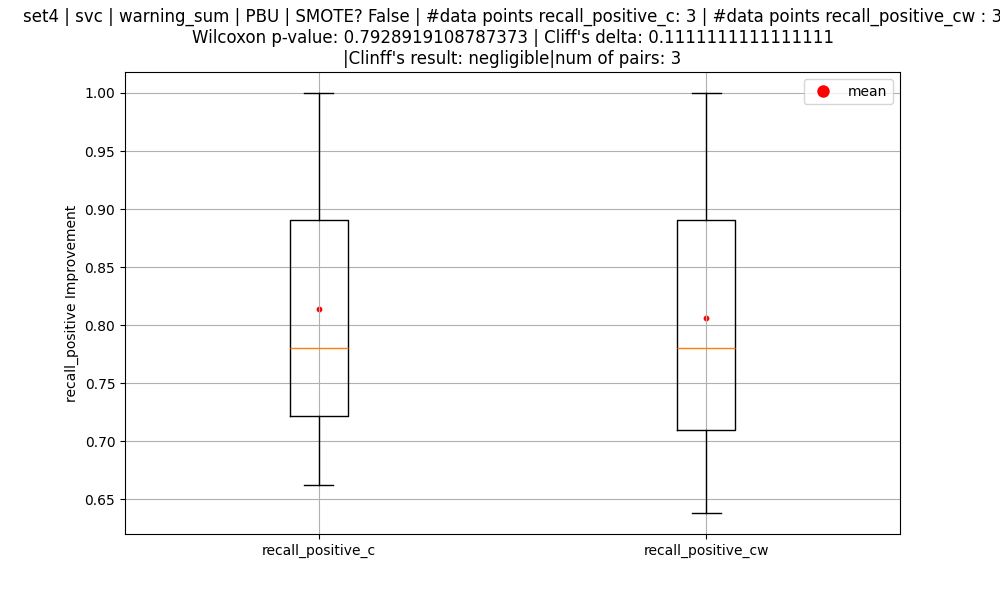 set4 | svc | warning_sum | PBU | SMOTE? False | #data points recall_positive_c: 3 | #data points recall_positive_cw : 3
Wilcoxon p-value: 0.7928919108787373 | Cliff's delta: 0.1111111111111111
|Clinff's result: negligible|num of pairs: 3
mean
1.00
0.95
0.90
0.85
0.80
0.75
0.70
0.65
recall_positive Improvement
recall_positive_c
recall_positive_cw